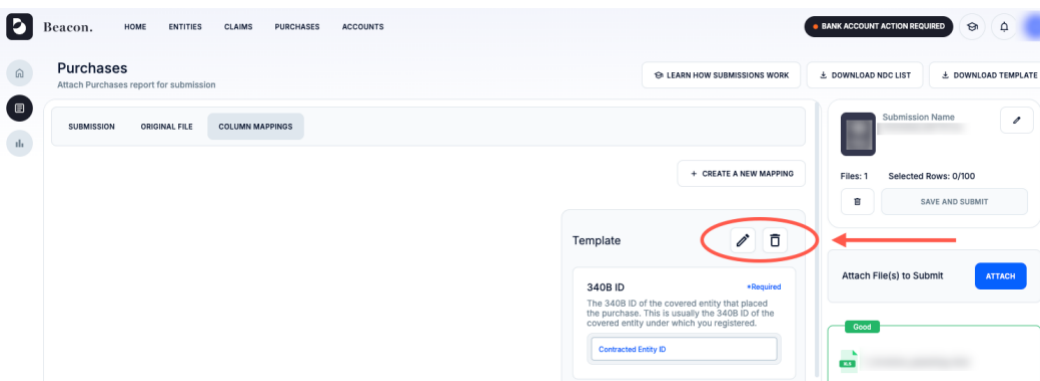 Beacon.
HOME ENTITIES CLAIMS PURCHASES ACCOUNTS
BANK ACCOUNT ACTION REQUIRED
Purchases
Attach Purchases report for submission
LEARN HOW SUBMISSIONS WORK
DOWNLOAD NDC LIST
DOWNLOAD TEMPLATE
SUBMISSION ORIGINAL FILE COLUMN MAPPINGS
+ CREATE A NEW MAPPING
Template
340B ID *Required
The 340B ID of the covered entity that placed
the purchase. This is usually the 340B ID of the
covered entity under which you registered.
Contracted Entity ID
Submission Name
Files: 1 Selected Rows: 0/100
SAVE AND SUBMIT
Attach File(s) to Submit
ATTACH
Good
XLS